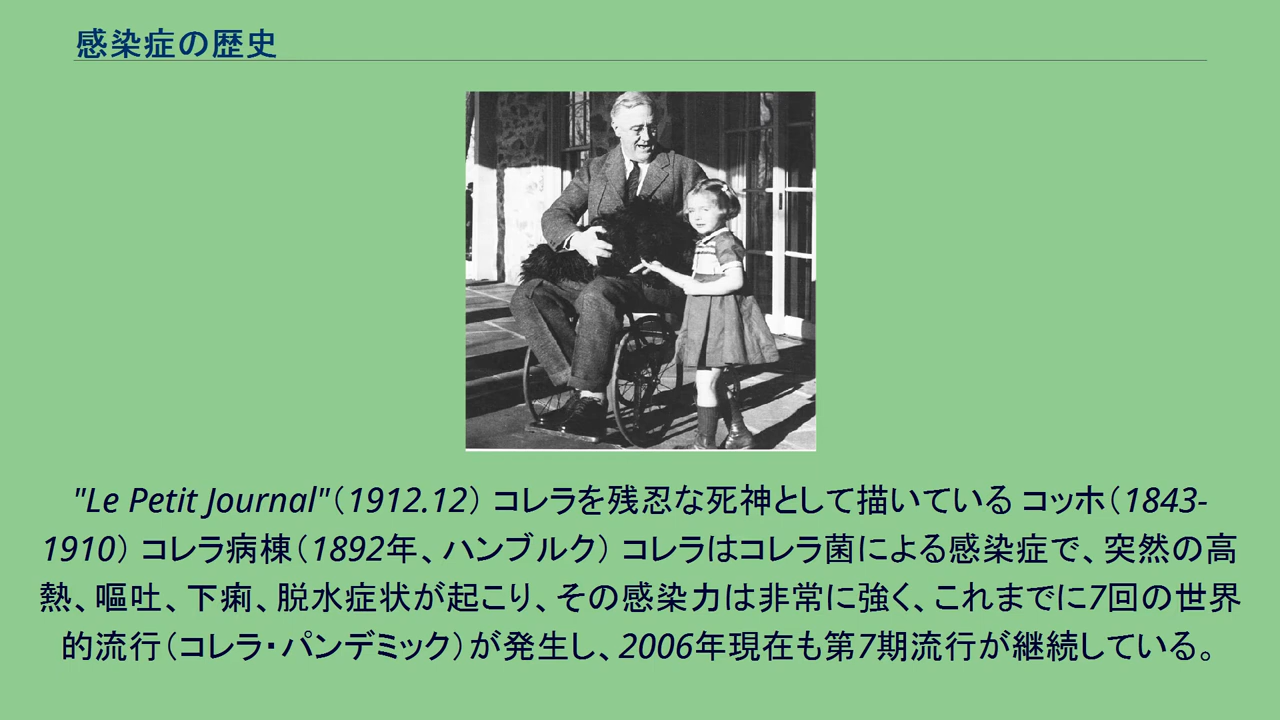 感染症の歴史
"Le Petit Journal"（1912.12） コレラを残忍な死神として描いている コッホ（1843-
1910） コレラ病棟（1892年、ハンブルク） コレラはコレラ菌による感染症で、突然の高
熱、嘔吐、下痢、脱水症状が起こり、その感染力は非常に強く、これまでに7回の世界
的流行（コレラ・パンデミック）が発生し、2006年現在も第7期流行が継続している。